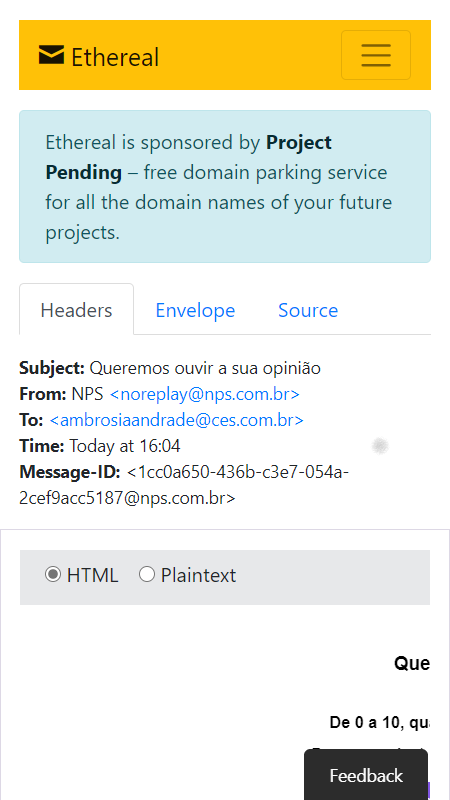 Ethereal
Ethereal is sponsored by Project
Pending – free domain parking service
for all the domain names of your future
projects.
Headers Envelope Source
Subject: Queremos ouvir a sua opinião
From: NPS <noreplay@nps.com.br>
To: <ambrosiaandrade@ces.com.br>
Time: Today at 16:04
Message-ID: <1cc0a650-436b-c3e7-054a-
2cef9acc5187@nps.com.br>
HTML Plaintext
Que
De 0 a 10, qu
Feedback